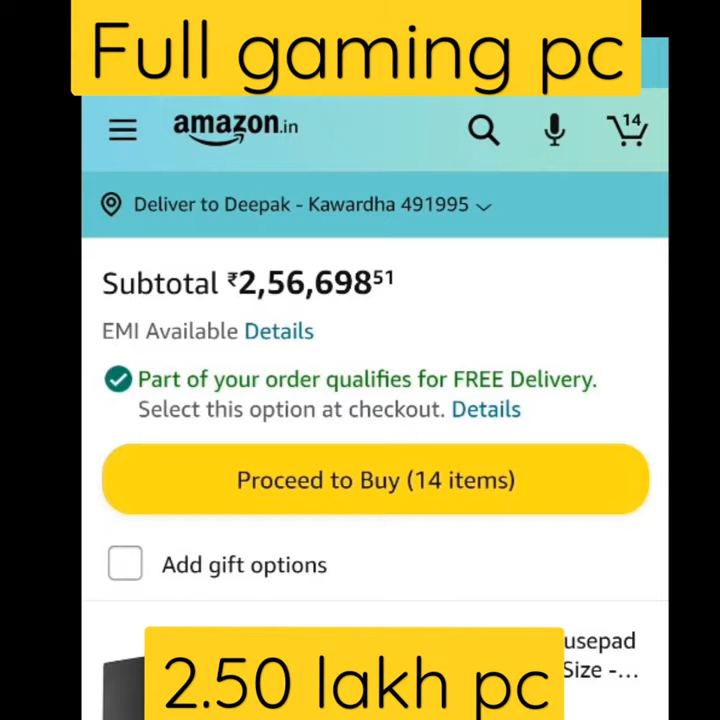 Full gaming pc
amazon.in
14
Deliver to Deepak - Kawardha 491995
Subtotal ₹2,56,69851
EMI Available Details
Part of your order qualifies for FREE Delivery.
Select this option at checkout. Details
Proceed to Buy (14 items)
Add gift options
usepad
Size -...
2.50 lakh pc